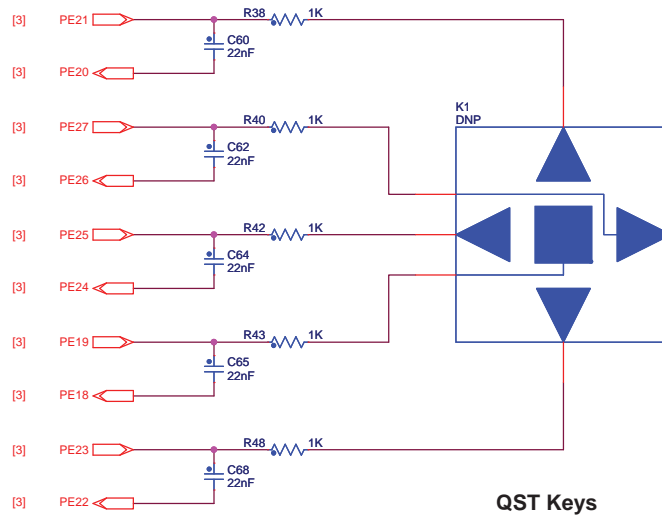 [3] PE21 R38 1K
C60
22nF
[3] PE20
K1
DNP
[3] PE27 R40 1K
C62
22nF
[3] PE26
[3] PE25 R42 1K
C64
22nF
[3] PE24
[3] PE19 R43 1K
C65
22nF
[3] PE18
[3] PE23 R48 1K
C68
22nF
[3] PE22
QST Keys